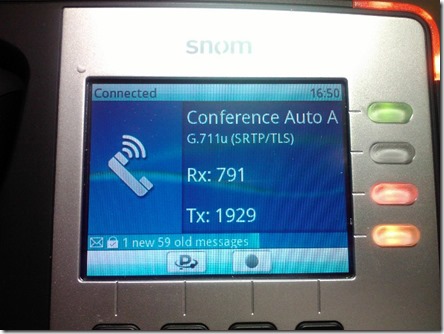 snom
Connected 16:50
Conference Auto A
G.711u (SRTP/TLS)
Rx: 791
Tx: 1929
1 new 59 old messages
P